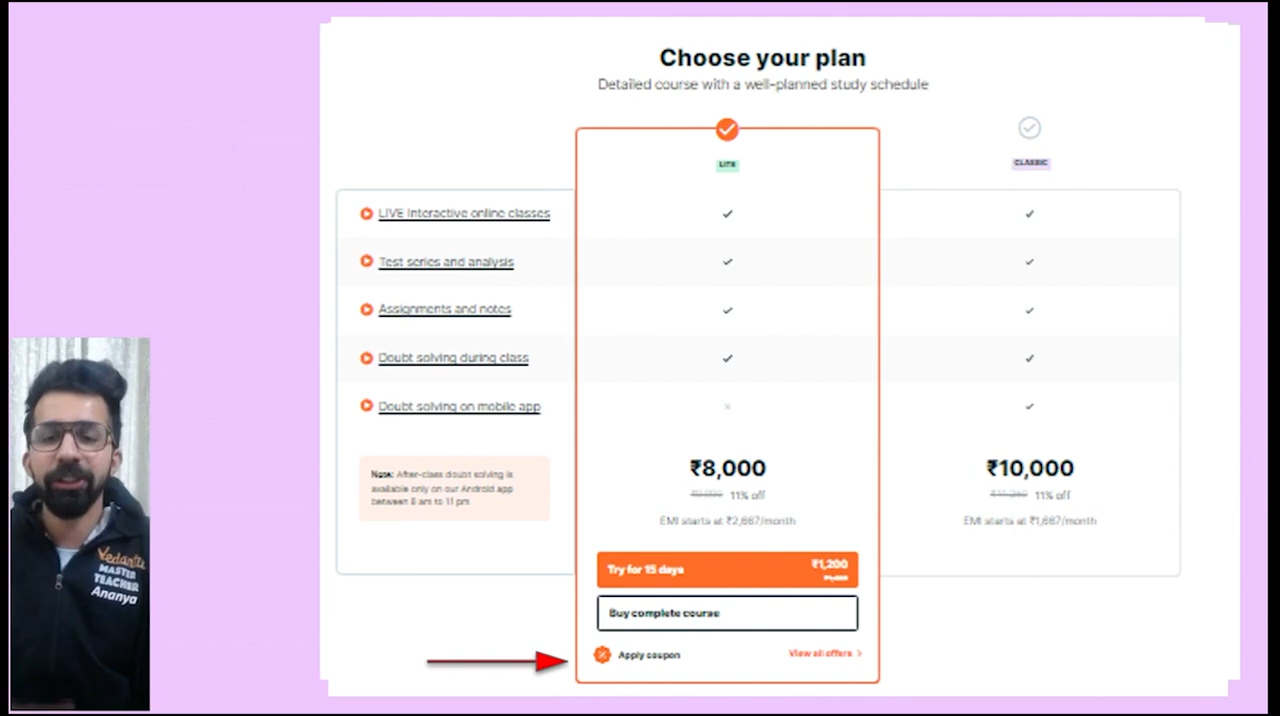 Choose your plan
Detailed course with a well-planned study schedule
LITE
CLASSIC
LIVE Interactive online classes
Test series and analysis
Assignments and notes
Doubt solving during class
Doubt solving on mobile app
Note: After-class doubt solving is
available only on our Android app
between 8 am to 11 pm
₹8,000
11% off
EMI starts at ₹2,667/month
₹10,000
11% off
EMI starts at ₹1,667/month
Try for 15 days ₹1,200
Buy complete course
Apply coupon View all offers >
Vedantu
MASTER
TEACHER
Ananya